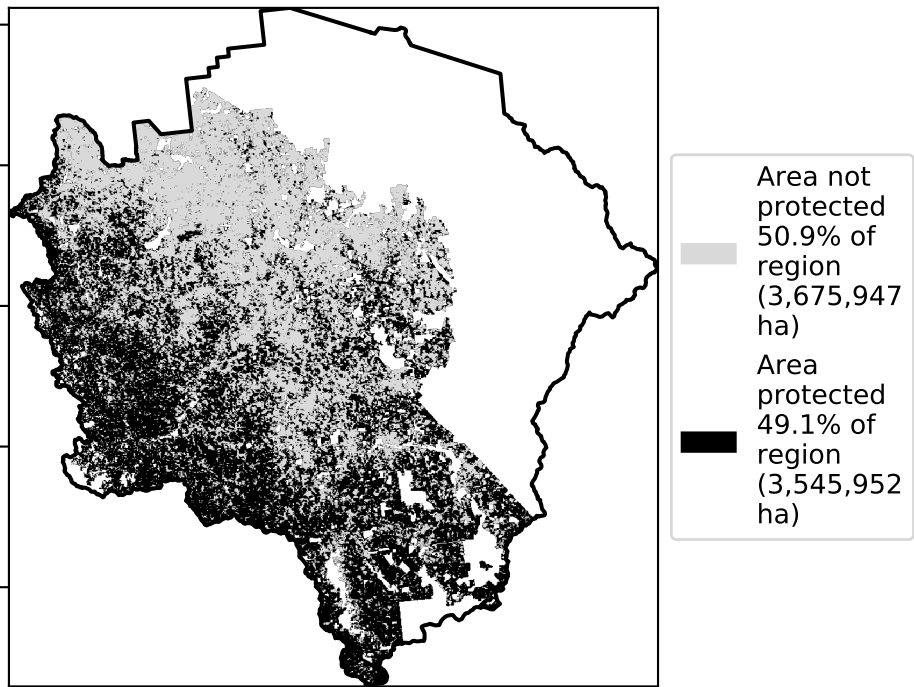 Area not
protected
50.9% of
region
(3,675,947
ha)
Area
protected
49.1% of
region
(3,545,952
ha)